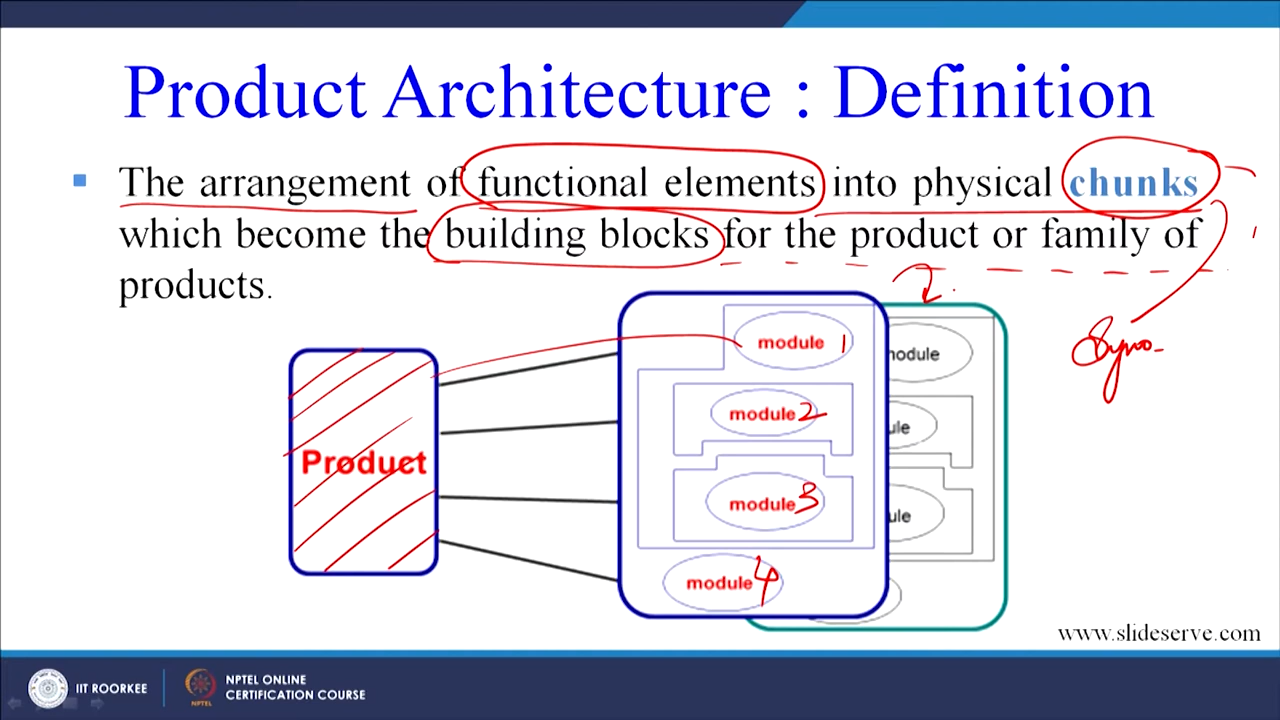 Product Architecture : Definition
The arrangement of functional elements into physical chunks
which become the building blocks for the product or family of
products.
Product
module 1
module 2
module 3
module 4
module
ule
ule
www.slideserve.com
IIT ROORKEE
NPTEL
NPTEL ONLINE
CERTIFICATION COURSE